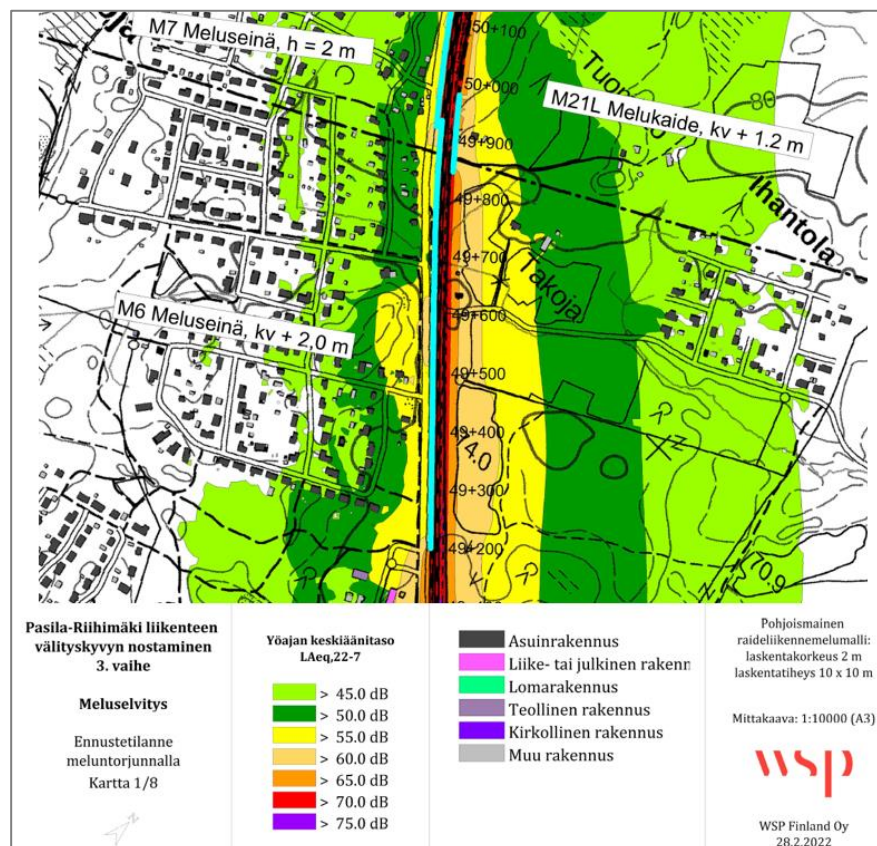 M7 Meluseinä, h = 2 m
50+100
50+000
80
M21L Melukaide, kv + 1.2 m
49+900
49+800
Ihantola
49+700
Takoja
M6 Meluseinä, kv + 2,0 m
49+600
49+500
49+400
74,0
49+300
49+200
70,9
Pasila-Riihimäki liikenteen
välityskyvyn nostaminen
3. vaihe
Meluselvitys
Ennustetilanne
meluntorjunnalla
Kartta 1/8
N
Yöajan keskiäänitaso
LAeq,22-7
> 45.0 dB
> 50.0 dB
> 55.0 dB
> 60.0 dB
> 65.0 dB
> 70.0 dB
> 75.0 dB
Asuinrakennus
Liike- tai julkinen rakenn
Lomarakennus
Teollinen rakennus
Kirkollinen rakennus
Muu rakennus
Pohjoismainen
raideliikennemelumalli:
laskentakorkeus 2 m
laskentatiheys 10 x 10 m
Mittakaava: 1:10000 (A3)
wsp
WSP Finland Oy
28.2.2022